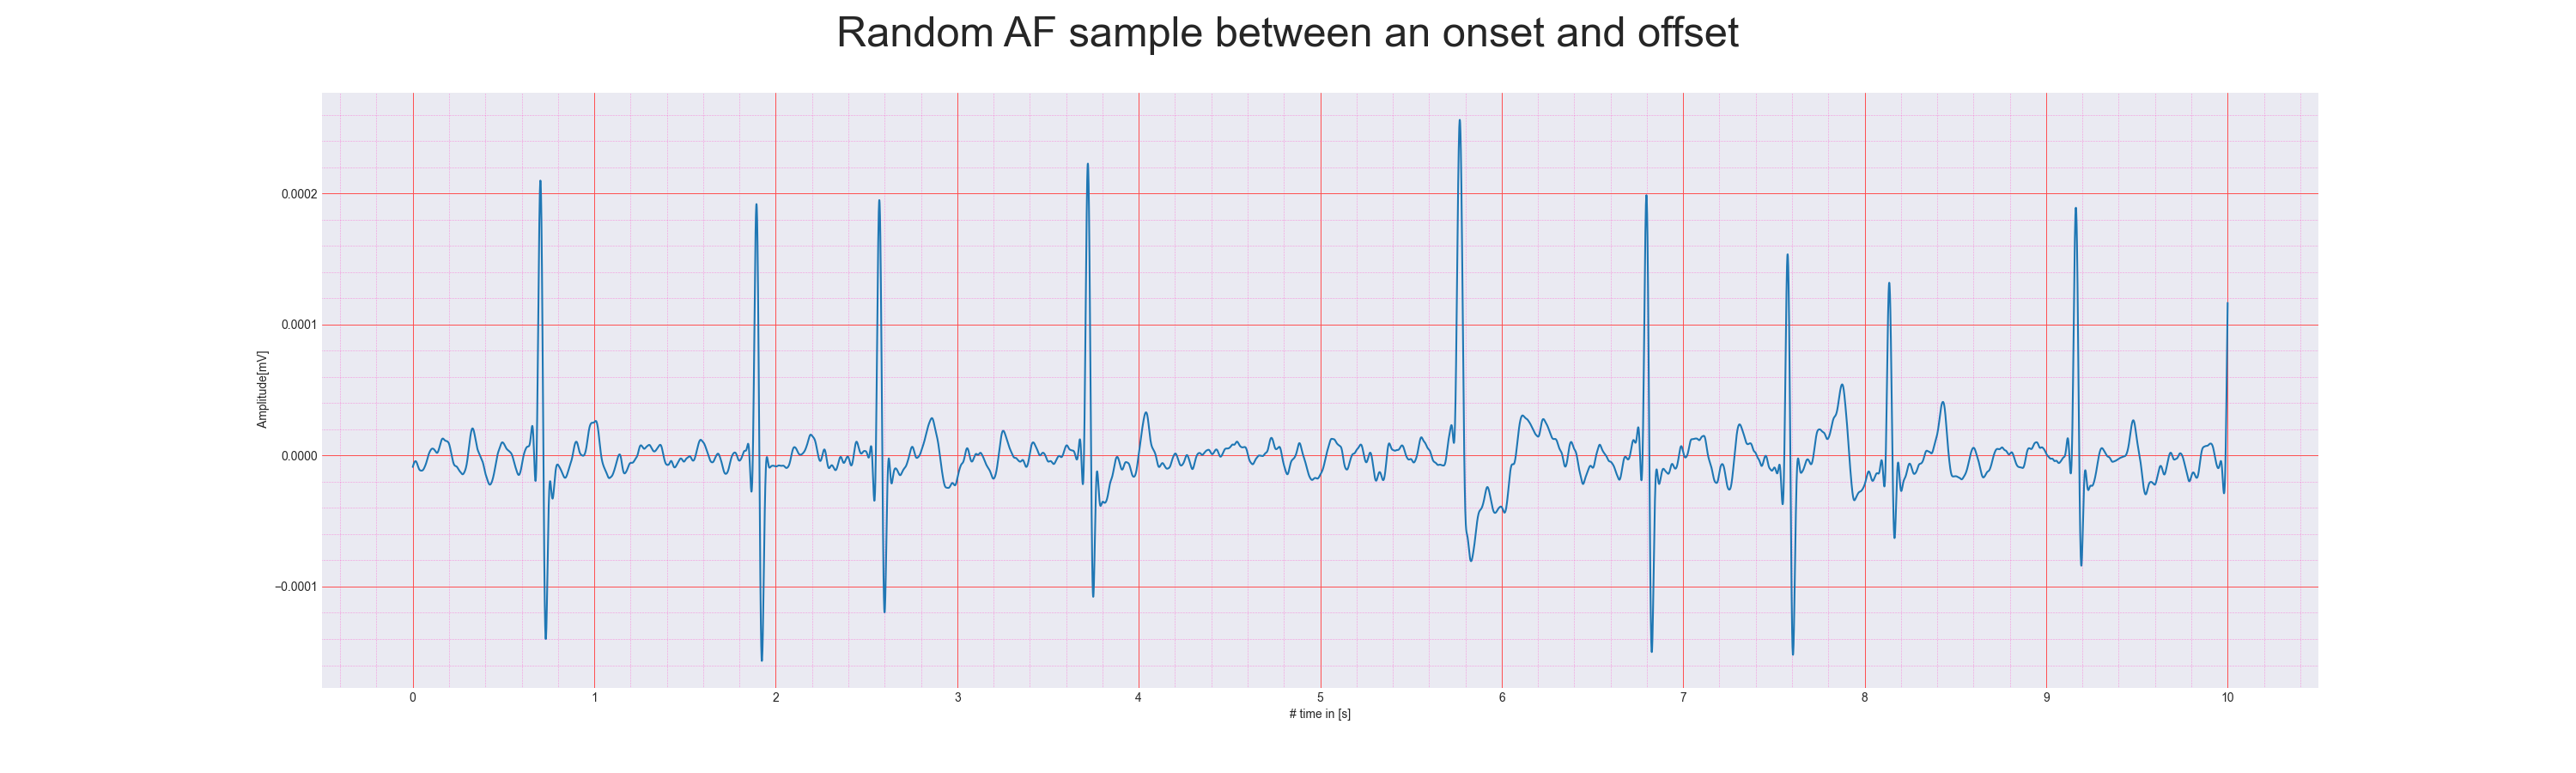 Random AF sample between an onset and offset
0.0002
0.0001
0.0000
−0.0001
Amplitude[mV]
0 1 2 3 4 5 6 7 8 9 10
# time in [s]